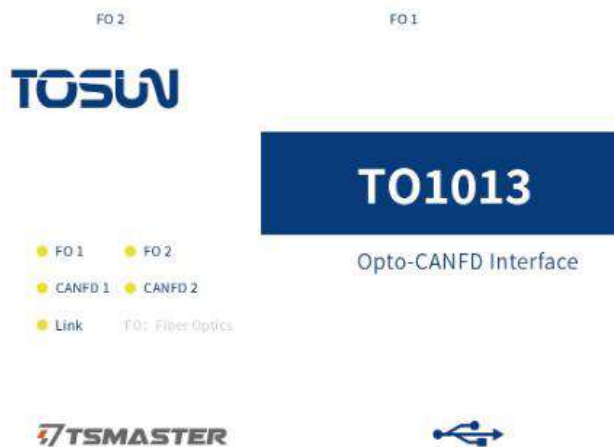 FO 2 FO 1
TOSUN
TO1013
Opto-CANFD Interface
FO 1 FO 2
CANFD 1 CANFD 2
Link FO: Fiber Optics
TSMASTER